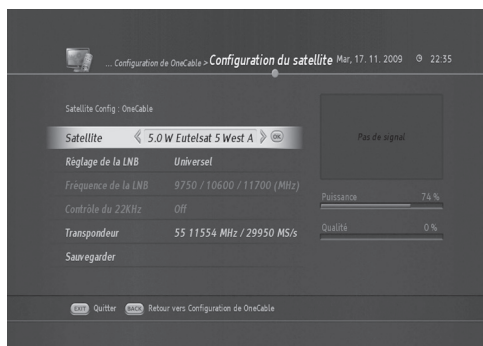 ... Configuration de OneCable > Configuration du satellite Mar, 17. 11. 2009 22:35
Satellite Config : OneCable
Satellite 5.0 W Eutelsat 5 West A OK
Pas de signal
Règlage de la LNB Universel
Frèquence de la LNB 9750 / 10600 / 11700 (MHz)
Puissance 74 %
Contrôle du 22KHz Off
Transpondeur 55 11554 MHz / 29950 MS/s
Qualité 0 %
Sauvegarder
EXIT Quitter BACK Retour vers Configuration de OneCable